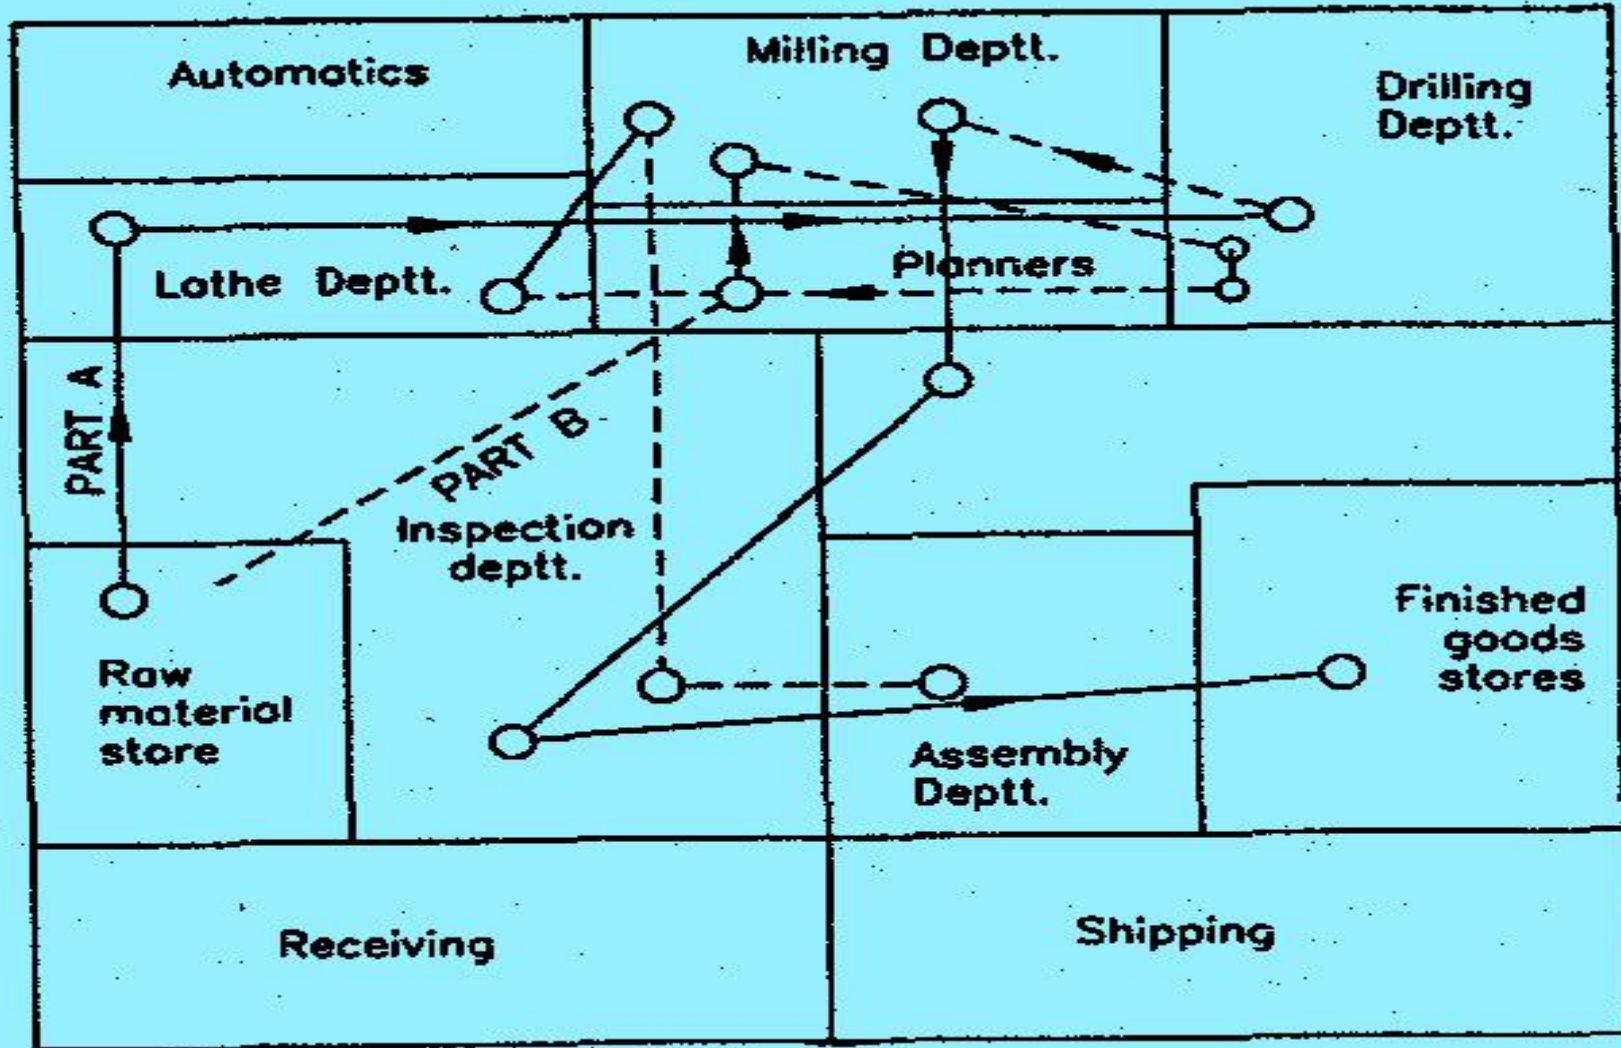 Automatics
Milling Deptt.
Drilling
Deptt.
Lathe Deptt.
Planners
PART A
PART B
Inspection
deptt.
Raw
material
store
Finished
goods
stores
Assembly
Deptt.
Receiving
Shipping